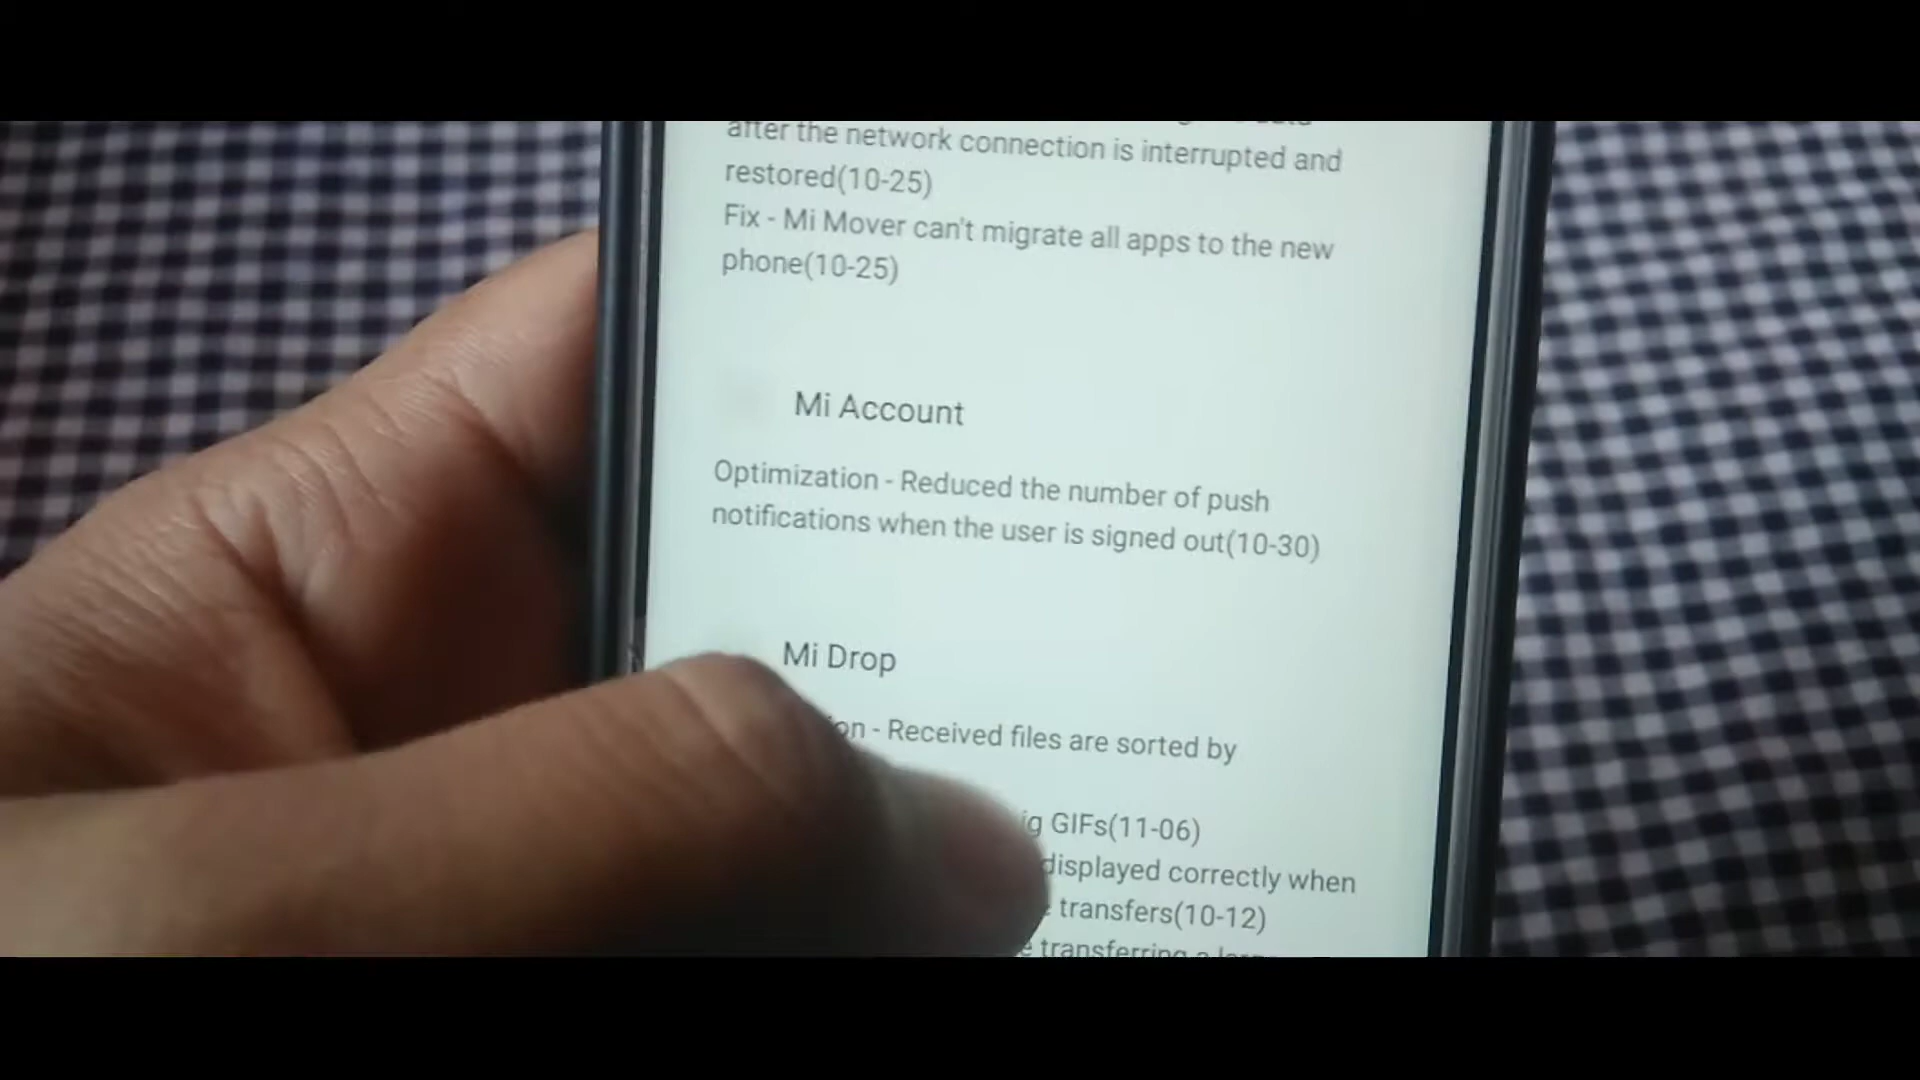 after the network connection is interrupted and
restored(10-25)
Fix - Mi Mover can't migrate all apps to the new
phone(10-25)
Mi Account
Optimization - Reduced the number of push
notifications when the user is signed out(10-30)
Mi Drop
- Received files are sorted by
GIFs(11-06)
displayed correctly when
transfers(10-12)
transferring a